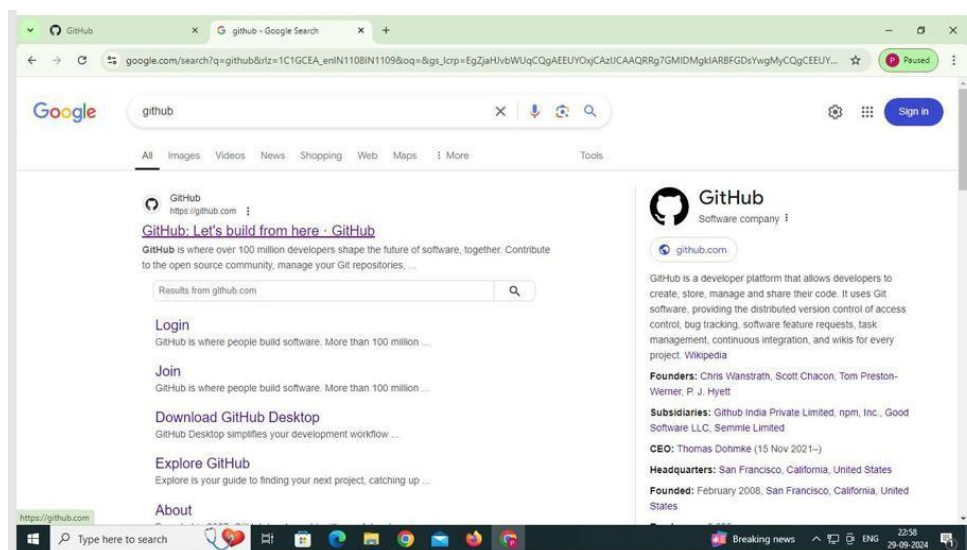 GitHub
github - Google Search
google.com/search?q=github&rlz=1C1GCEA_enIN1108IN1109&oq=&gs_lcrp=EgZjaHJvbWUqCQgAEEUYOxjCAzIJCAAQRRg7GMIDMgkIARBFGDsYwgMyCQgCEEUY...
Paused
Google
github
Sign in
All Images Videos News Shopping Web Maps More Tools
GitHub
https://github.com
GitHub: Let's build from here · GitHub
GitHub is where over 100 million developers shape the future of software, together. Contribute
to the open source community, manage your Git repositories, ...
Results from github.com
Login
GitHub is where people build software. More than 100 million ...
Join
GitHub is where people build software. More than 100 million ...
Download GitHub Desktop
GitHub Desktop simplifies your development workflow ...
Explore GitHub
Explore is your guide to finding your next project, catching up ...
About
GitHub
Software company
github.com
GitHub is a developer platform that allows developers to
create, store, manage and share their code. It uses Git
software, providing the distributed version control of access
control, bug tracking, software feature requests, task
management, continuous integration, and wikis for every
project. Wikipedia
Founders: Chris Wanstrath, Scott Chacon, Tom Preston-
Werner, P. J. Hyett
Subsidiaries: Github India Private Limited, npm, Inc., Good
Software LLC, Semmle Limited
CEO: Thomas Dohmke (15 Nov 2021–)
Headquarters: San Francisco, California, United States
Founded: February 2008, San Francisco, California, United
States
https://github.com
Type here to search
Breaking news
ENG
22:58
29-09-2024